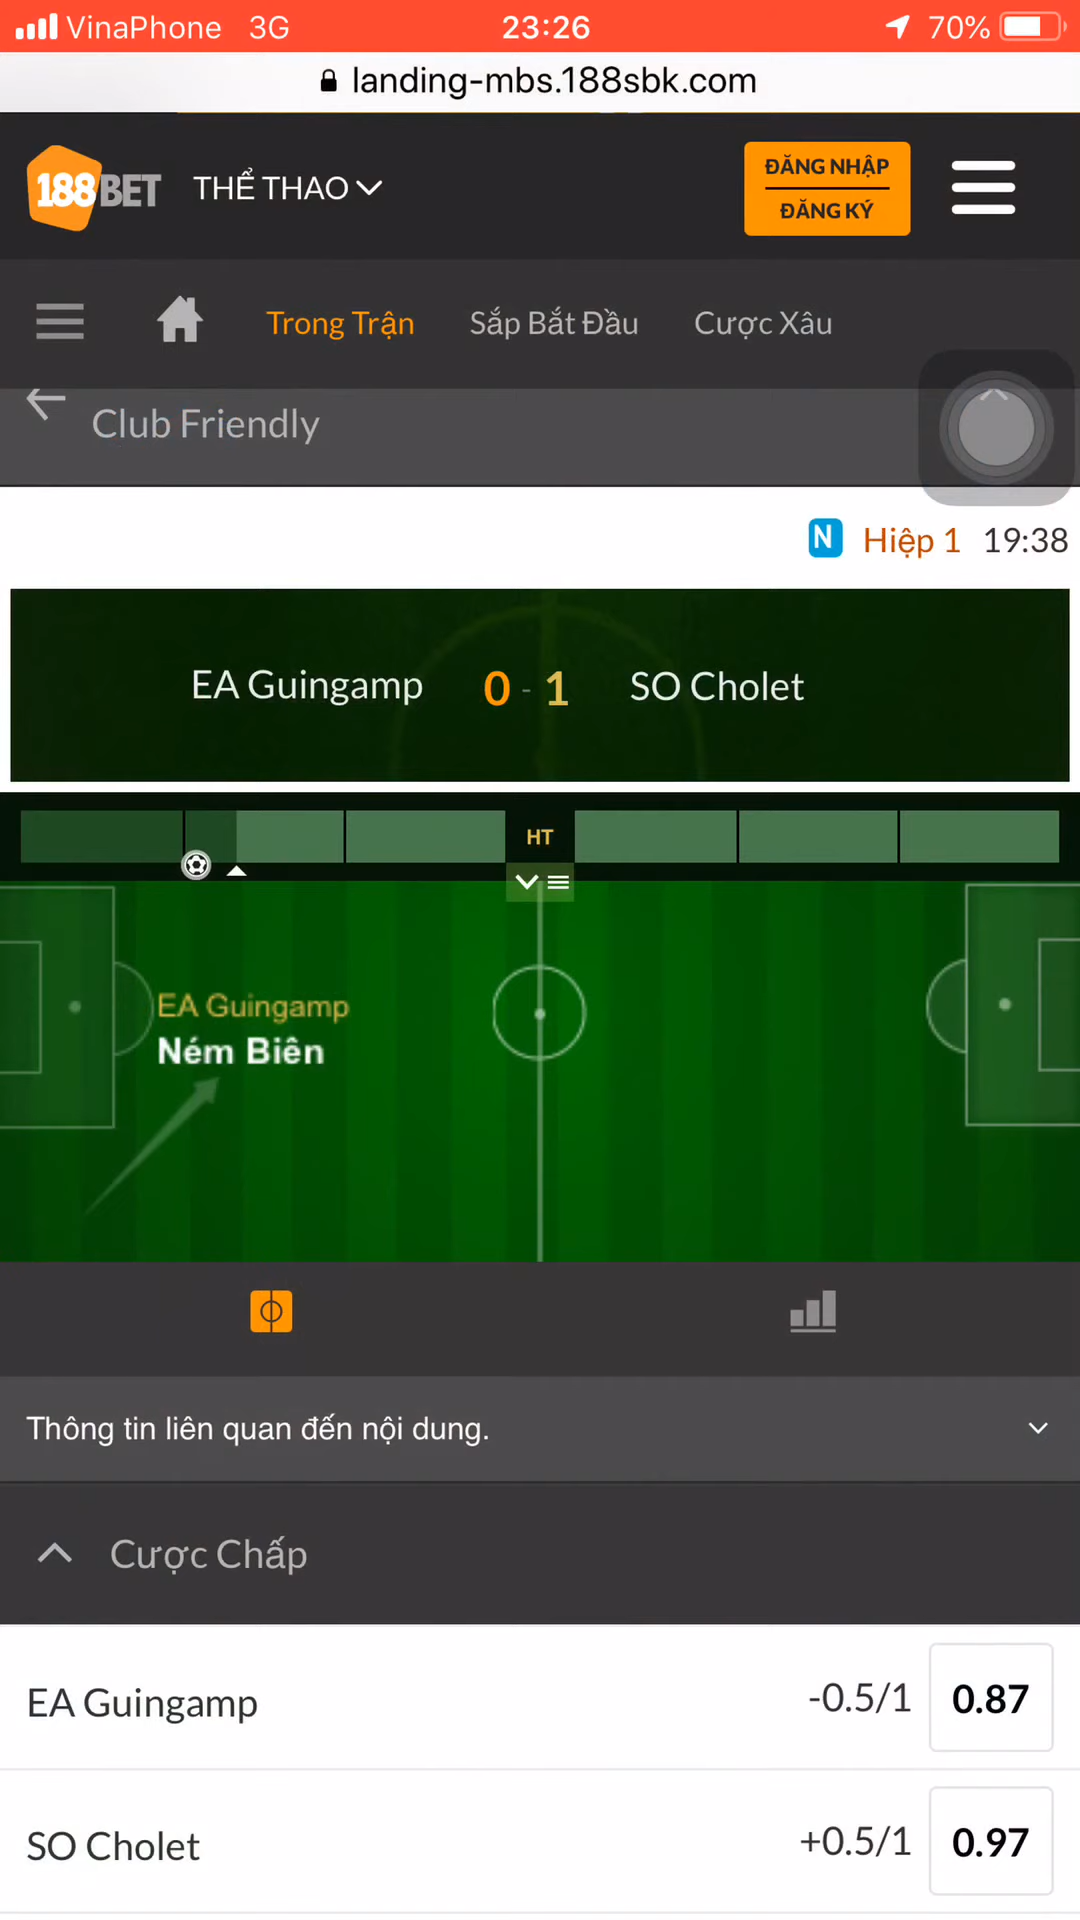 VinaPhone 3G 23:26 70%
landing-mbs.188sbk.com
188BET THỂ THAO ĐĂNG NHẬP
ĐĂNG KÝ
Trong Trận Sắp Bắt Đầu Cược Xâu
Club Friendly
N Hiệp 1 19:38
EA Guingamp 0 - 1 SO Cholet
HT
EA Guingamp
Ném Biên
Thông tin liên quan đến nội dung.
Cược Chấp
EA Guingamp -0.5/1 0.87
SO Cholet +0.5/1 0.97